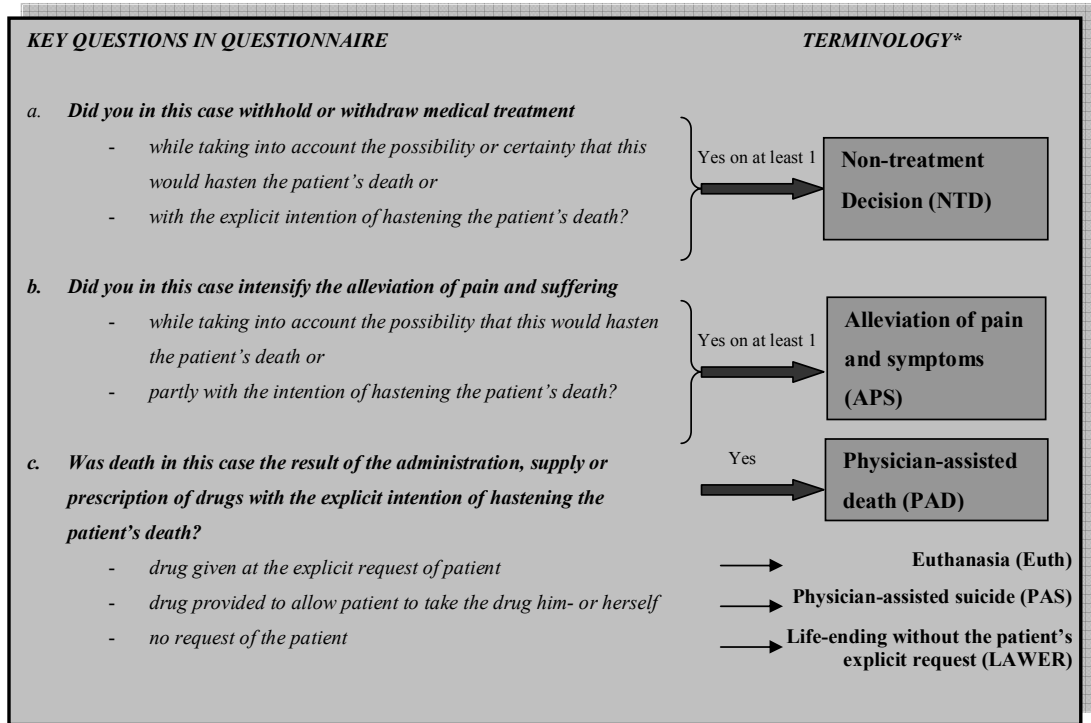 KEY QUESTIONS IN QUESTIONNAIRE
TERMINOLOGY*
a. Did you in this case withhold or withdraw medical treatment
- while taking into account the possibility or certainty that this
would hasten the patient's death or
- with the explicit intention of hastening the patient's death?
Yes on at least 1
Non-treatment
Decision (NTD)
b. Did you in this case intensify the alleviation of pain and suffering
- while taking into account the possibility that this would hasten
the patient's death or
- partly with the intention of hastening the patient's death?
Yes on at least 1
Alleviation of pain
and symptoms
(APS)
c. Was death in this case the result of the administration, supply or
prescription of drugs with the explicit intention of hastening the
patient's death?
Yes
Physician-assisted
death (PAD)
- drug given at the explicit request of patient
Euthanasia (Euth)
- drug provided to allow patient to take the drug him- or herself
Physician-assisted suicide (PAS)
- no request of the patient
Life-ending without the patient's
explicit request (LAWER)